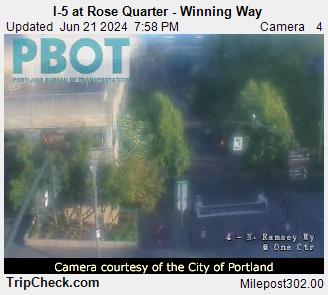 I-5 at Rose Quarter - Winning Way
Updated Jun 21 2024 7:58 PM Camera 4
PBOT
PORTLAND BUREAU OF TRANSPORTATION
4 - N. Ramsey Wy
@ One Ctr
Camera courtesy of the City of Portland
TripCheck.com Milepost302.00